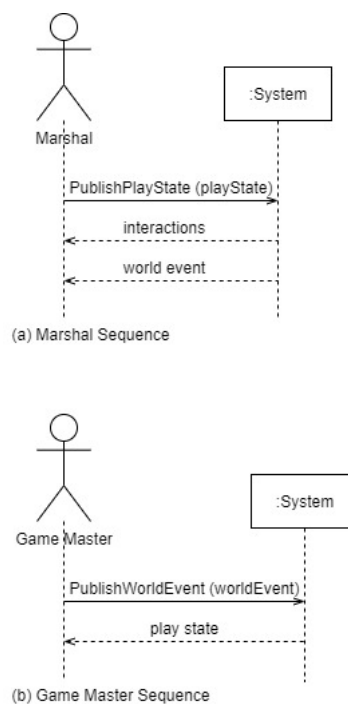 :System
Marshal
PublishPlayState (playState)
interactions
world event
(a) Marshal Sequence
:System
Game Master
PublishWorldEvent (worldEvent)
play state
(b) Game Master Sequence